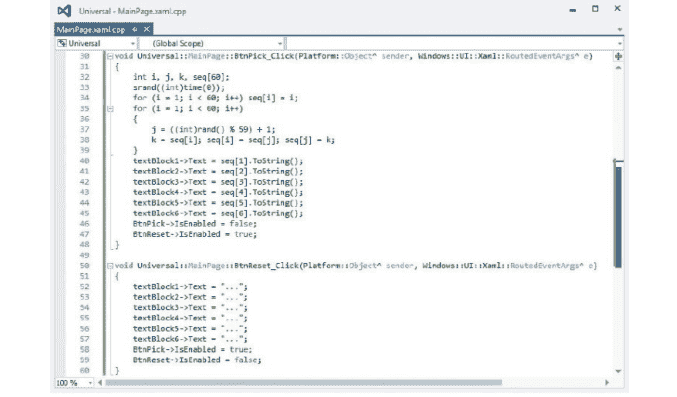 Universal - MainPage.xaml.cpp
MainPage.xaml.cpp
Universal (Global Scope)
30 void Universal::MainPage::BtnPick_Click(Platform::Object^ sender, Windows::UI::Xaml::RoutedEventArgs^ e)
31 {
32 int i, j, k, seq[60];
33 srand((int)time(0));
34 for (i = 1; i < 60; i++) seq[i] = i;
35 for (i = 1; i < 60; i++)
36 {
37 j = ((int)rand() % 59) + 1;
38 k = seq[i]; seq[i] = seq[j]; seq[j] = k;
39 }
40 textBlock1->Text = seq[1].ToString();
41 textBlock2->Text = seq[2].ToString();
42 textBlock3->Text = seq[3].ToString();
43 textBlock4->Text = seq[4].ToString();
44 textBlock5->Text = seq[5].ToString();
45 textBlock6->Text = seq[6].ToString();
46 BtnPick->IsEnabled = false;
47 BtnReset->IsEnabled = true;
48 }
49
50 void Universal::MainPage::BtnReset_Click(Platform::Object^ sender, Windows::UI::Xaml::RoutedEventArgs^ e)
51 {
52 textBlock1->Text = "...";
53 textBlock2->Text = "...";
54 textBlock3->Text = "...";
55 textBlock4->Text = "...";
56 textBlock5->Text = "...";
57 textBlock6->Text = "...";
58 BtnPick->IsEnabled = true;
59 BtnReset->IsEnabled = false;
60 }
100 %